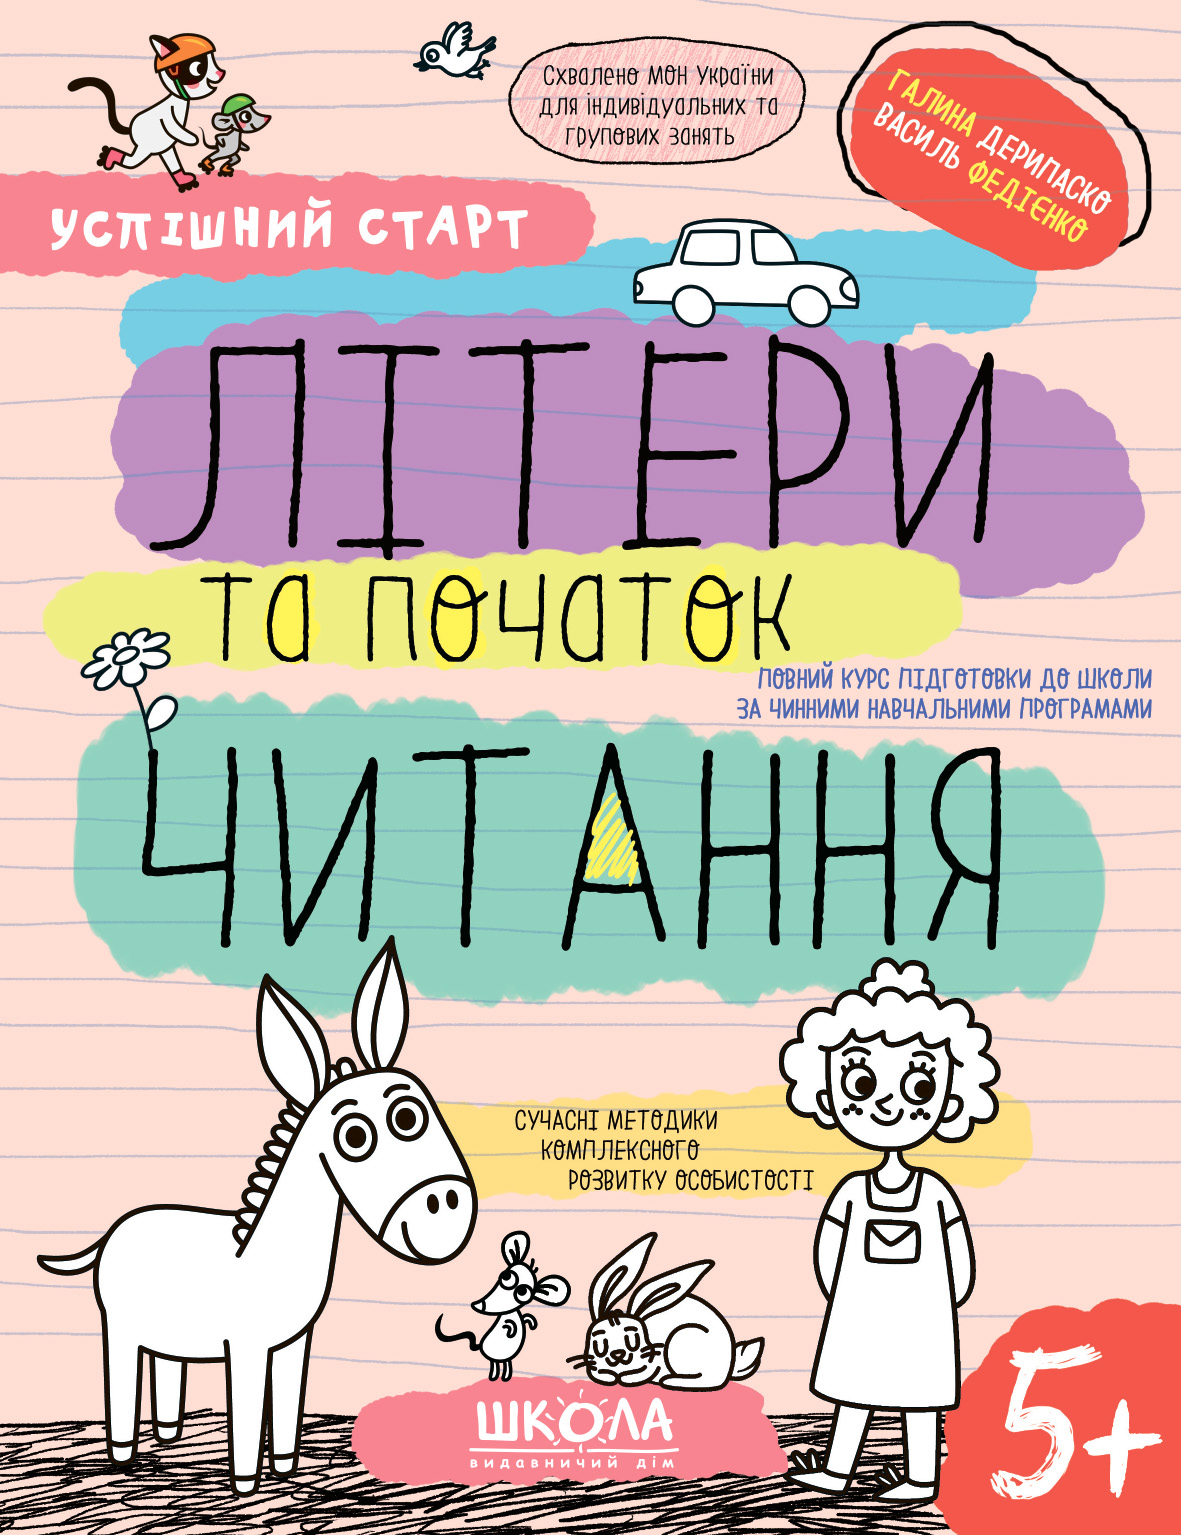 Схвалено МОН України
для індивідуальних та
групових занять
ГАЛИНА ДЕРИПАСКО
ВАСИЛЬ ФЕДІЄНКО
УСПІШНИЙ СТАРТ
ЛІТЕРИ
ТА ПОЧАТОК
ПОВНИЙ КУРС ПІДГОТОВКИ ДО ШКОЛИ
ЗА ЧИННИМИ НАВЧАЛЬНИМИ ПРОГРАМАМИ
ЧИТАННЯ
СУЧАСНІ МЕТОДИКИ
КОМПЛЕКСНОГО
РОЗВИТКУ ОСОБИСТОСТІ
5+
ШКОЛА
видавничий дім